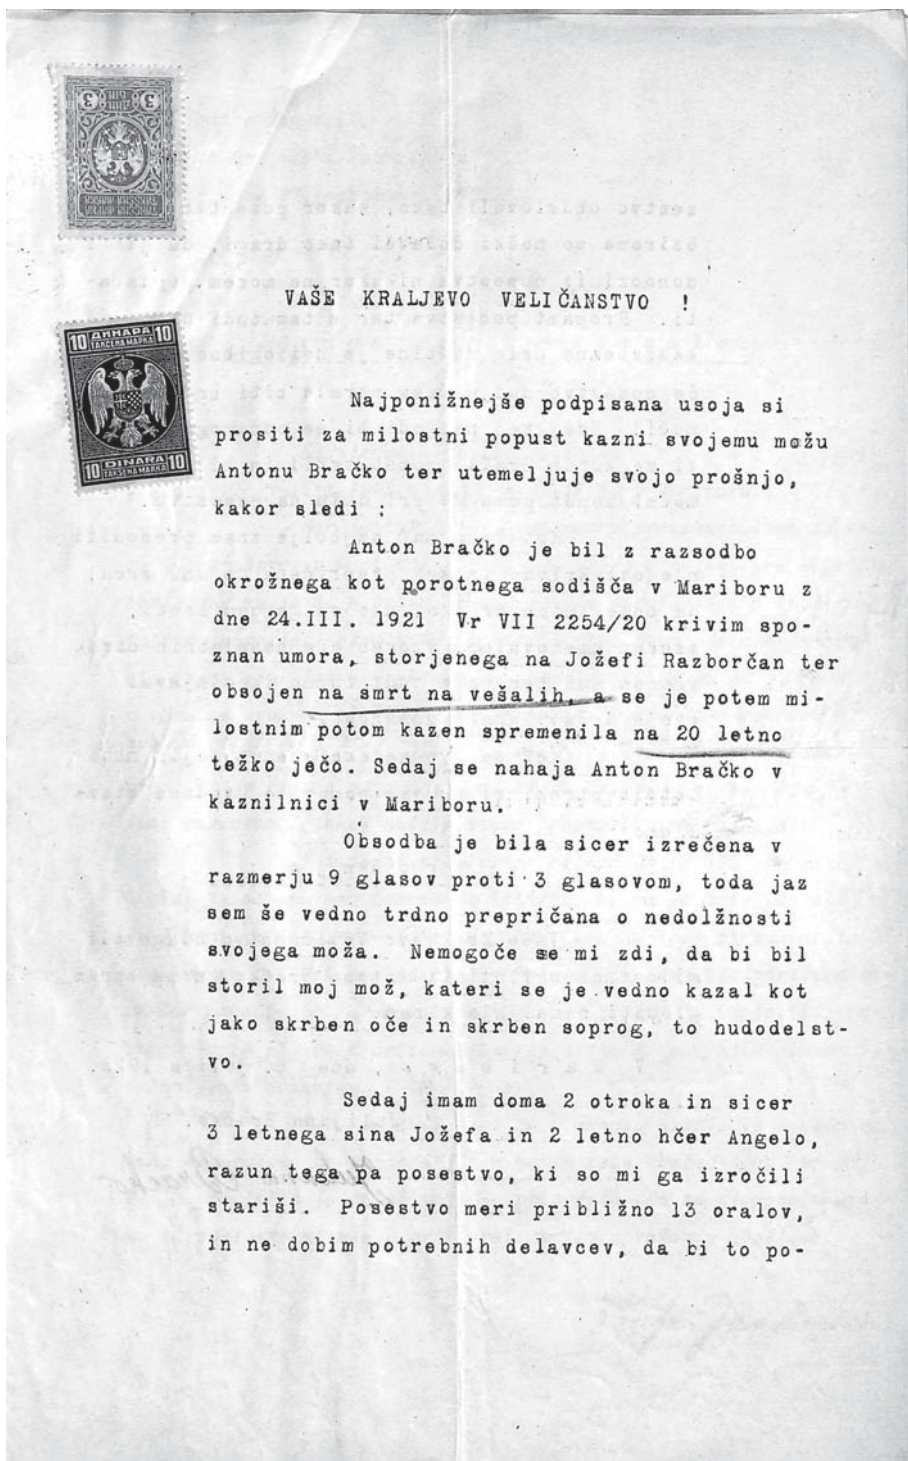 3 ДИН 3
10 ДИНАРА 10
ТАКСЕНА МАРКА
10 DINARA 10
TAKSENA MARKA
VAŠE KRALJEVO VELIČANSTVO !
Najponižnejše podpisana usoja si
prositi za milostni popust kazni svojemu možu
Antonu Bračko ter utemeljuje svojo prošnjo,
kakor sledi :
Anton Bračko je bil z razsodbo
okrožnega kot porotnega sodišča v Mariboru z
dne 24.III. 1921 Vr VII 2254/20 krivim spo-
znan umora, storjenega na Jožefi Razborčan ter
obsojen na smrt na vešalih, a se je potem mi-
lostnim potom kazen spremenila na 20 letno
težko ječo. Sedaj se nahaja Anton Bračko v
kaznilnici v Mariboru.
Obsodba je bila sicer izrečena v
razmerju 9 glasov proti 3 glasovom, toda jaz
sem še vedno trdno prepričana o nedolžnosti
svojega moža. Nemogoče se mi zdi, da bi bil
storil moj mož, kateri se je vedno kazal kot
jako skrben oče in skrben soprog, to hudodelst-
vo.
Sedaj imam doma 2 otroka in sicer
3 letnega sina Jožefa in 2 letno hčer Angelo,
razun tega pa posestvo, ki so mi ga izročili
stariši. Posestvo meri približno 13 oralov,
in ne dobim potrebnih delavcev, da bi to po-